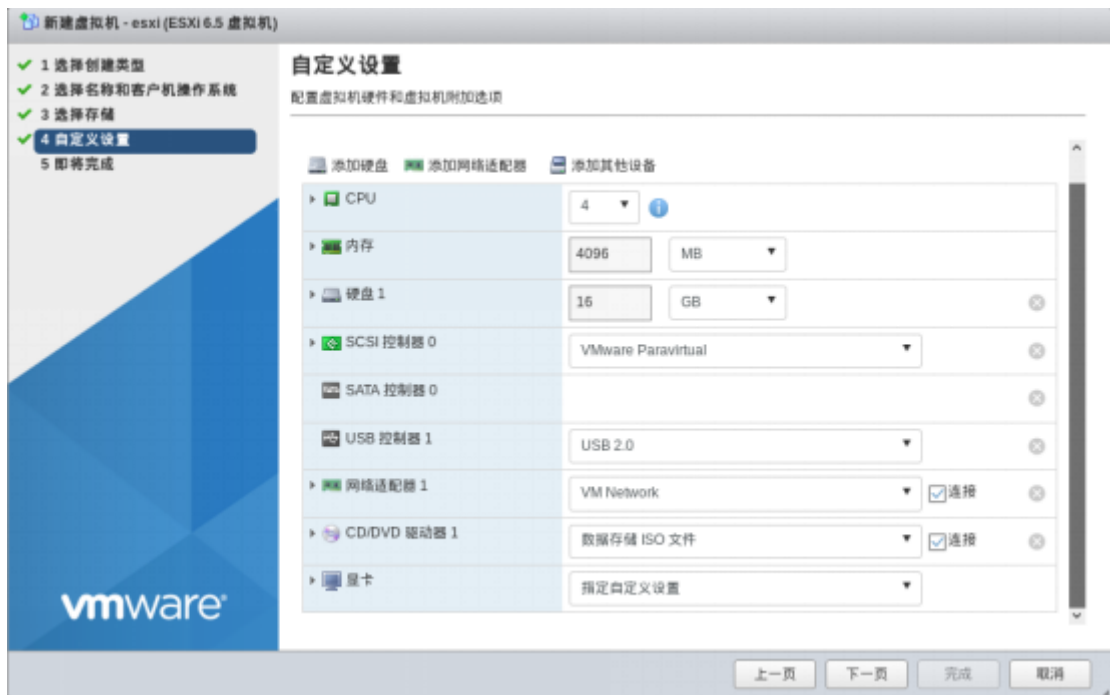 新建虚拟机 - esxi (ESXi 6.5 虚拟机)
1 选择创建类型
2 选择名称和客户机操作系统
3 选择存储
4 自定义设置
5 即将完成
自定义设置
配置虚拟机硬件和虚拟机附加选项
添加硬盘 添加网络适配器 添加其他设备
CPU 4
内存 4096 MB
硬盘 1 16 GB
SCSI 控制器 0 VMware Paravirtual
SATA 控制器 0
USB 控制器 1 USB 2.0
网络适配器 1 VM Network 连接
CD/DVD 驱动器 1 数据存储 ISO 文件 连接
显卡 指定自定义设置
vmware
上一页 下一页 完成 取消